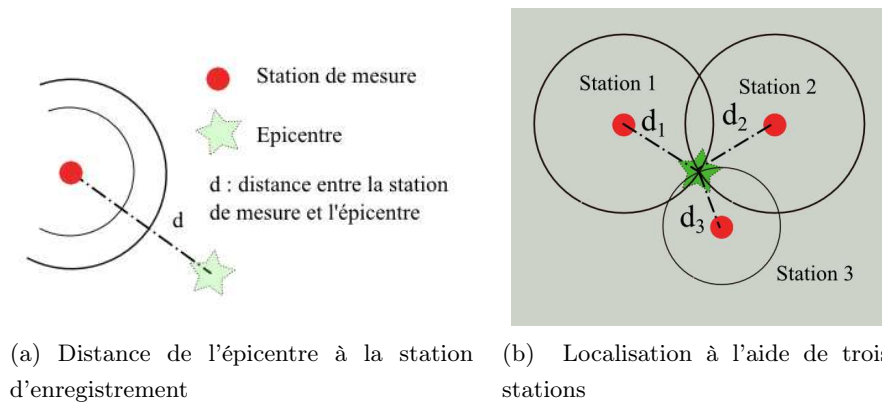 Station de mesure
Epicentre
d : distance entre la station
de mesure et l'épicentre
d
(a) Distance de l'épicentre à la station
d'enregistrement
Station 1
Station 2
d1
d2
d3
Station 3
(b) Localisation à l'aide de trois
stations